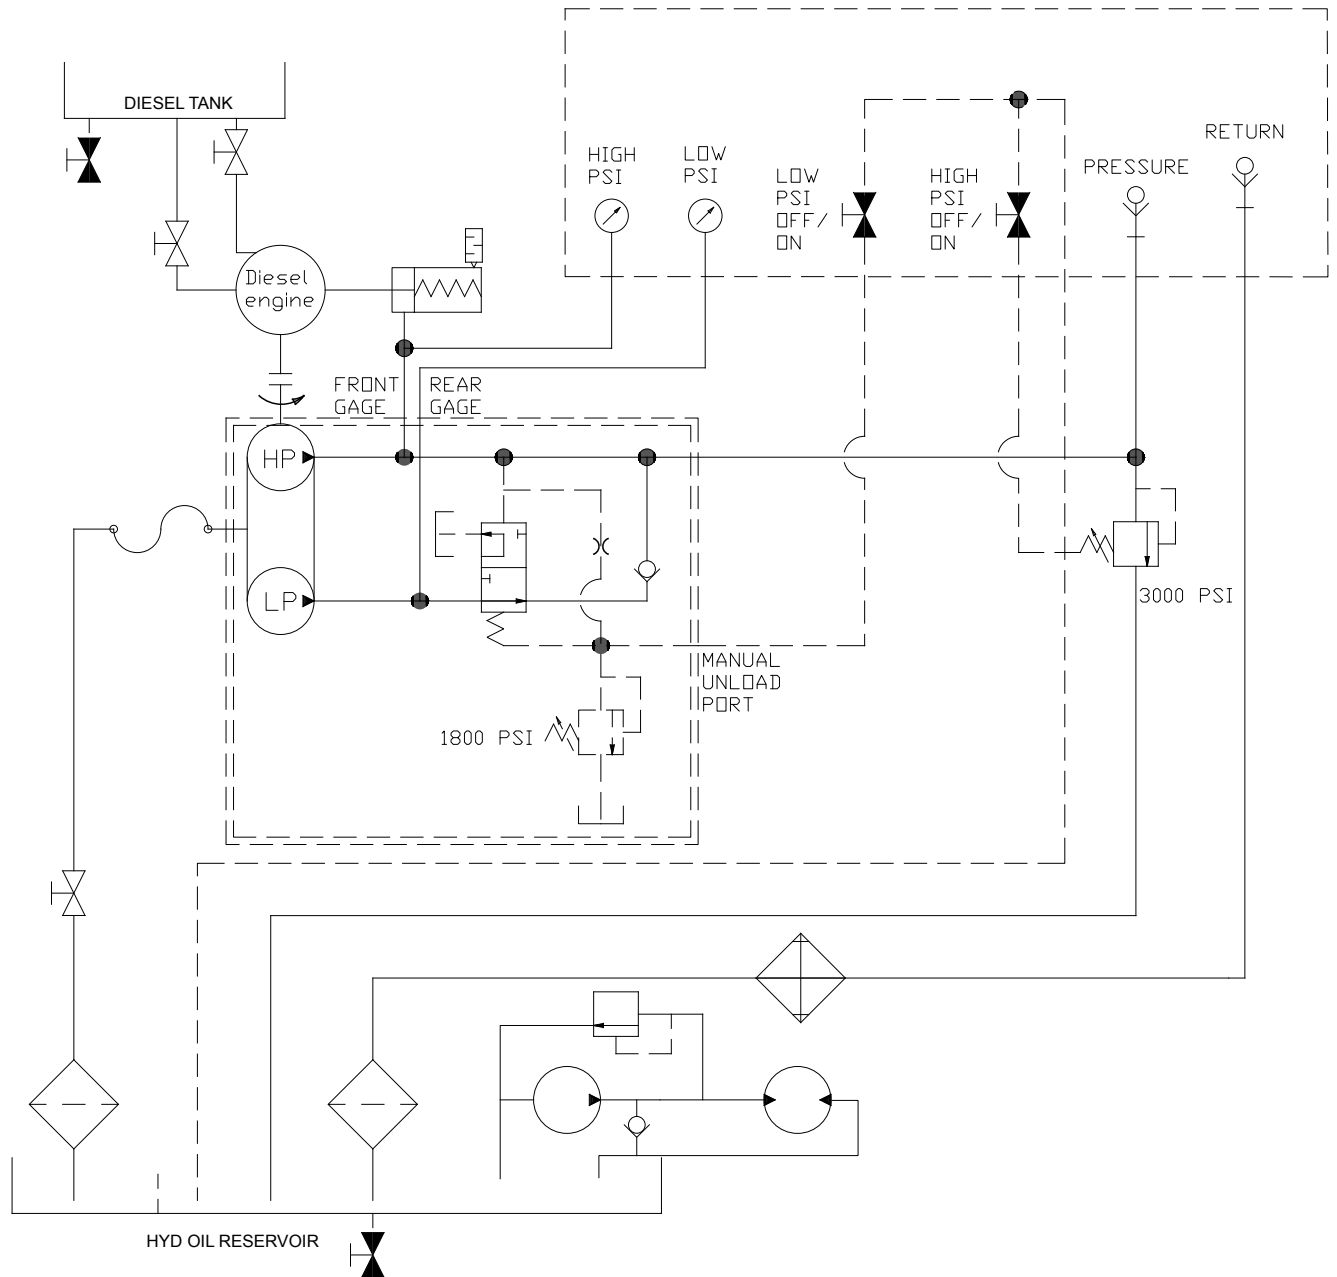 DIESEL TANK
HIGH
PSI
LOW
PSI
LOW
PSI
OFF/
ON
HIGH
PSI
OFF/
ON
PRESSURE
RETURN
Diesel
engine
FRONT
GAGE
REAR
GAGE
HP
LP
3000 PSI
MANUAL
UNLOAD
PORT
1800 PSI
HYD OIL RESERVOIR